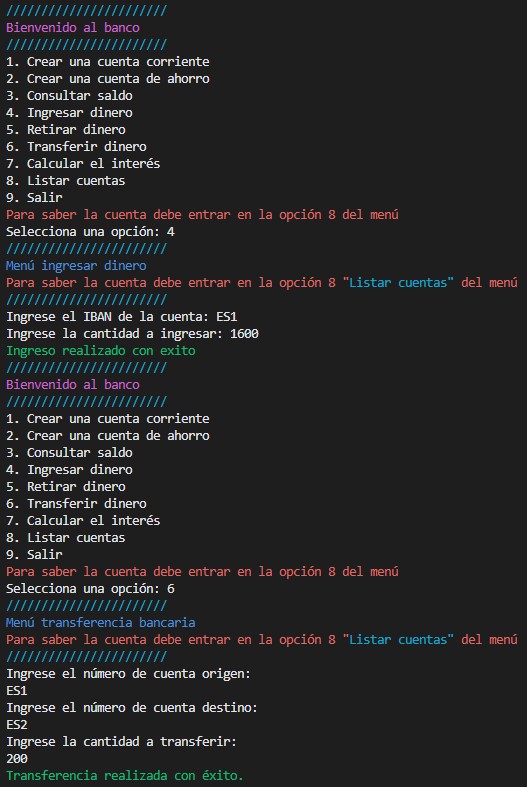 ///////////////////////
Bienvenido al banco
///////////////////////
1. Crear una cuenta corriente
2. Crear una cuenta de ahorro
3. Consultar saldo
4. Ingresar dinero
5. Retirar dinero
6. Transferir dinero
7. Calcular el interés
8. Listar cuentas
9. Salir
Para saber la cuenta debe entrar en la opción 8 del menú
Selecciona una opción: 4
///////////////////////
Menú ingresar dinero
Para saber la cuenta debe entrar en la opción 8 "Listar cuentas" del menú
///////////////////////
Ingrese el IBAN de la cuenta: ES1
Ingrese la cantidad a ingresar: 1600
Ingreso realizado con exito
///////////////////////
Bienvenido al banco
///////////////////////
1. Crear una cuenta corriente
2. Crear una cuenta de ahorro
3. Consultar saldo
4. Ingresar dinero
5. Retirar dinero
6. Transferir dinero
7. Calcular el interés
8. Listar cuentas
9. Salir
Para saber la cuenta debe entrar en la opción 8 del menú
Selecciona una opción: 6
///////////////////////
Menú transferencia bancaria
Para saber la cuenta debe entrar en la opción 8 "Listar cuentas" del menú
///////////////////////
Ingrese el número de cuenta origen:
ES1
Ingrese el número de cuenta destino:
ES2
Ingrese la cantidad a transferir:
200
Transferencia realizada con éxito.